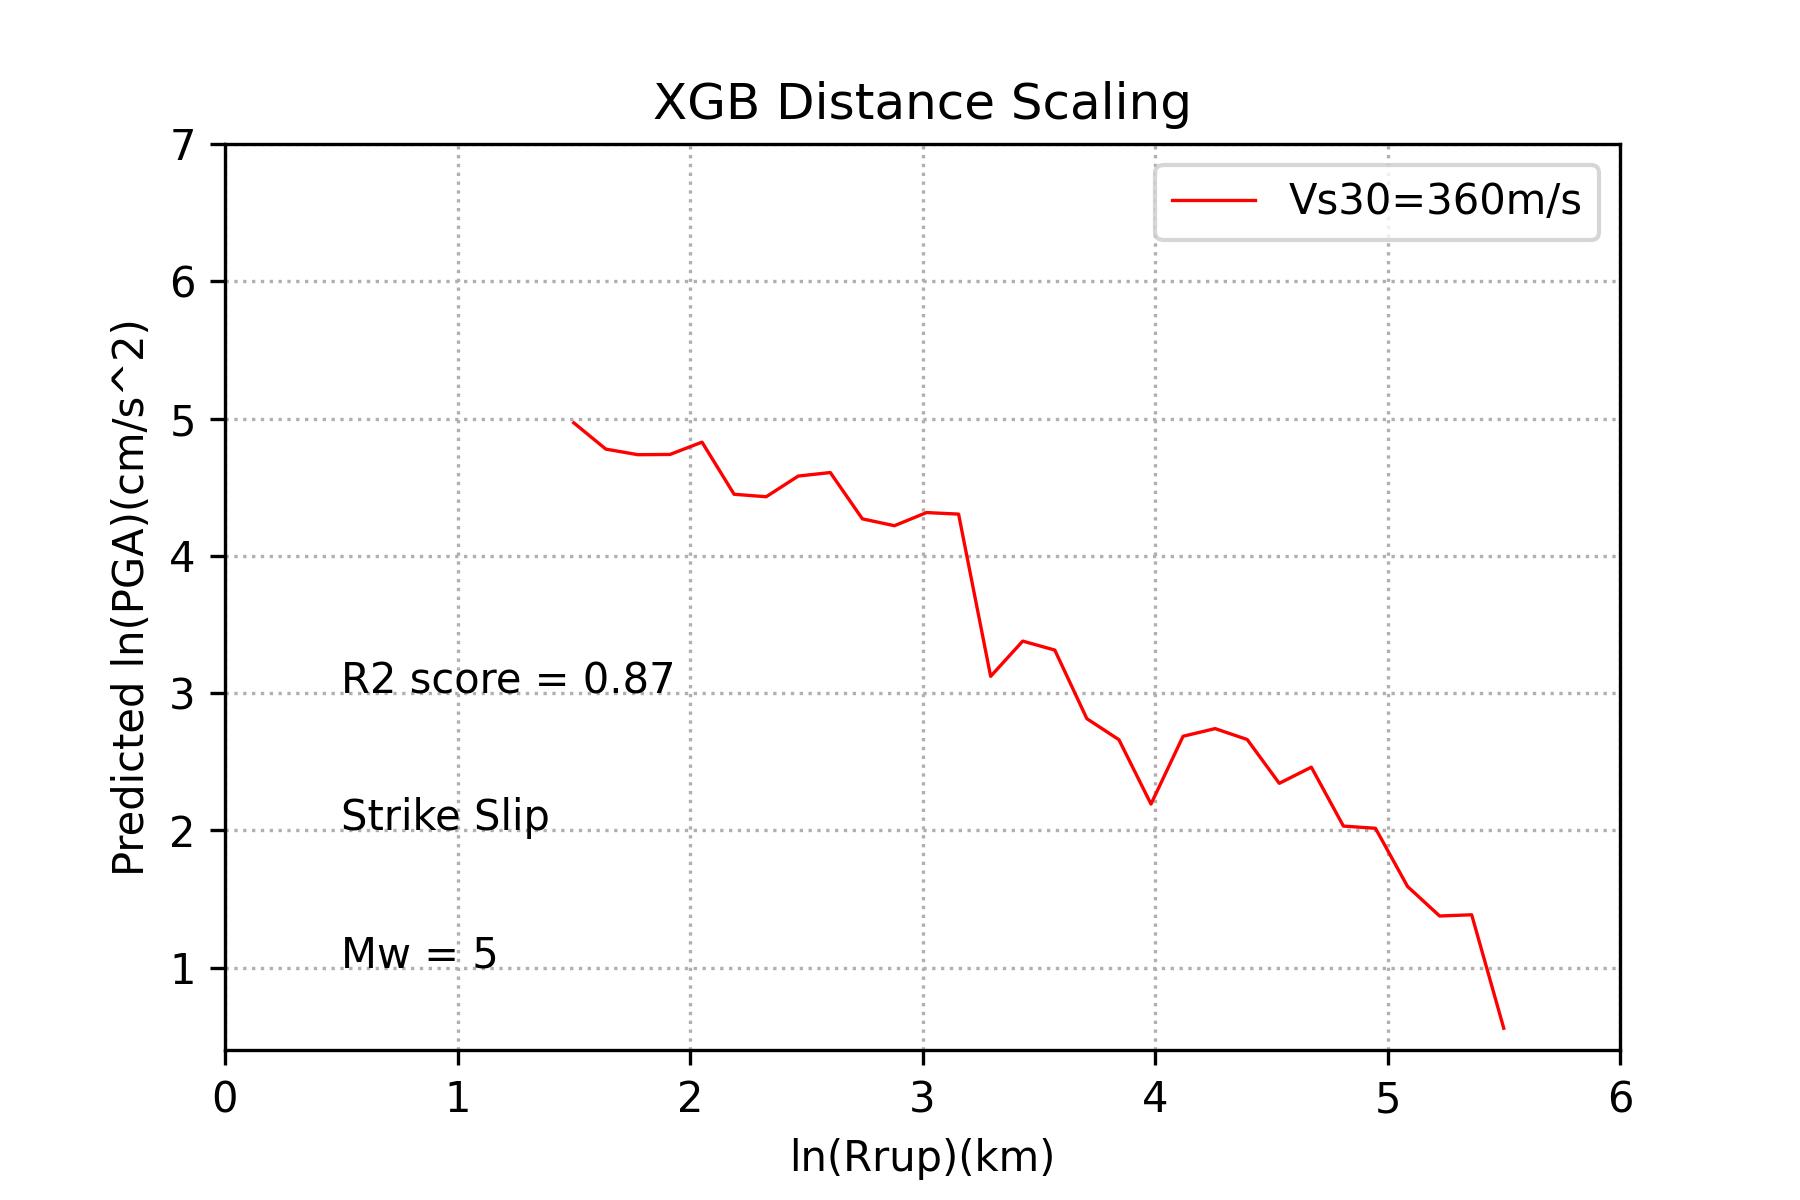 XGB Distance Scaling
7
6
5
4
3
2
1
Predicted ln(PGA)(cm/s^2)
Vs30=360m/s
R2 score = 0.87
Strike Slip
Mw = 5
0 1 2 3 4 5 6
ln(Rrup)(km)